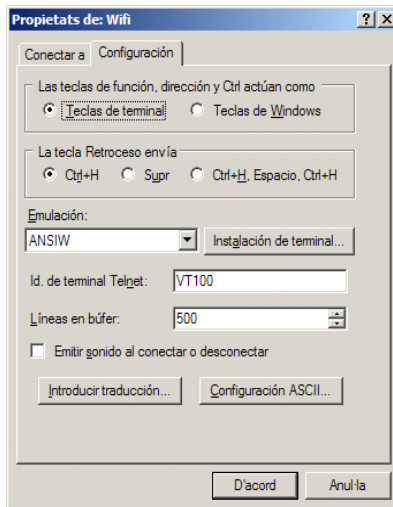 Propietats de: Wifi
Conectar a Configuración
Las teclas de función, dirección y Ctrl actúan como
Teclas de terminal Teclas de Windows
La tecla Retroceso envía
Ctrl+H Supr Ctrl+H, Espacio, Ctrl+H
Emulación:
ANSIW Instalación de terminal...
Id. de terminal Telnet: VT100
Líneas en búfer: 500
Emitir sonido al conectar o desconectar
Introducir traducción... Configuración ASCII...
D'acord Anul·la